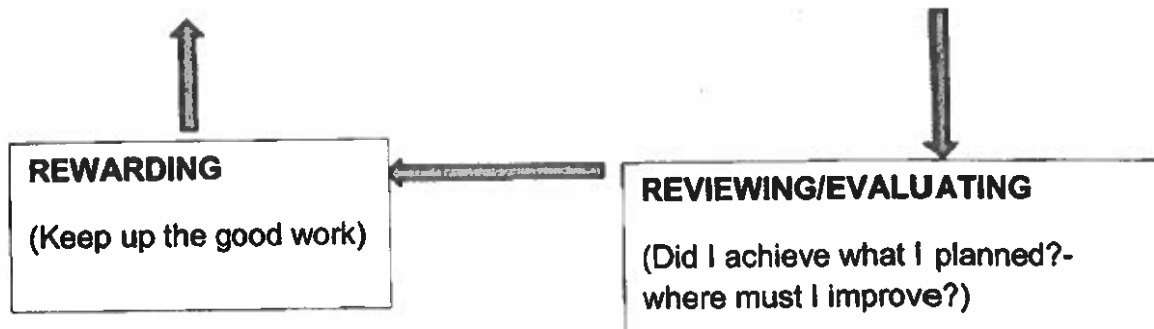 REWARDING
(Keep up the good work)
REVIEWING/EVALUATING
(Did I achieve what I planned?-
where must I improve?)